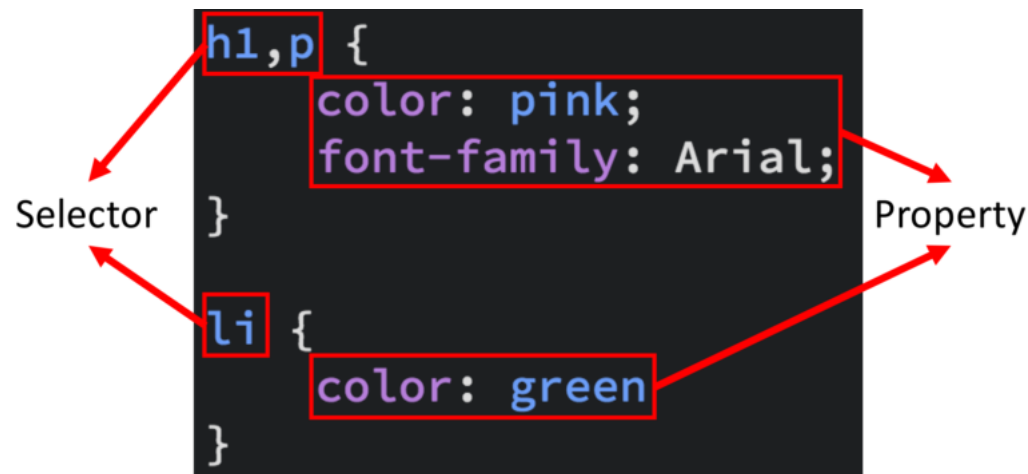 h1,p {
color: pink;
font-family: Arial;
Selector
}
Property
li {
color: green
}